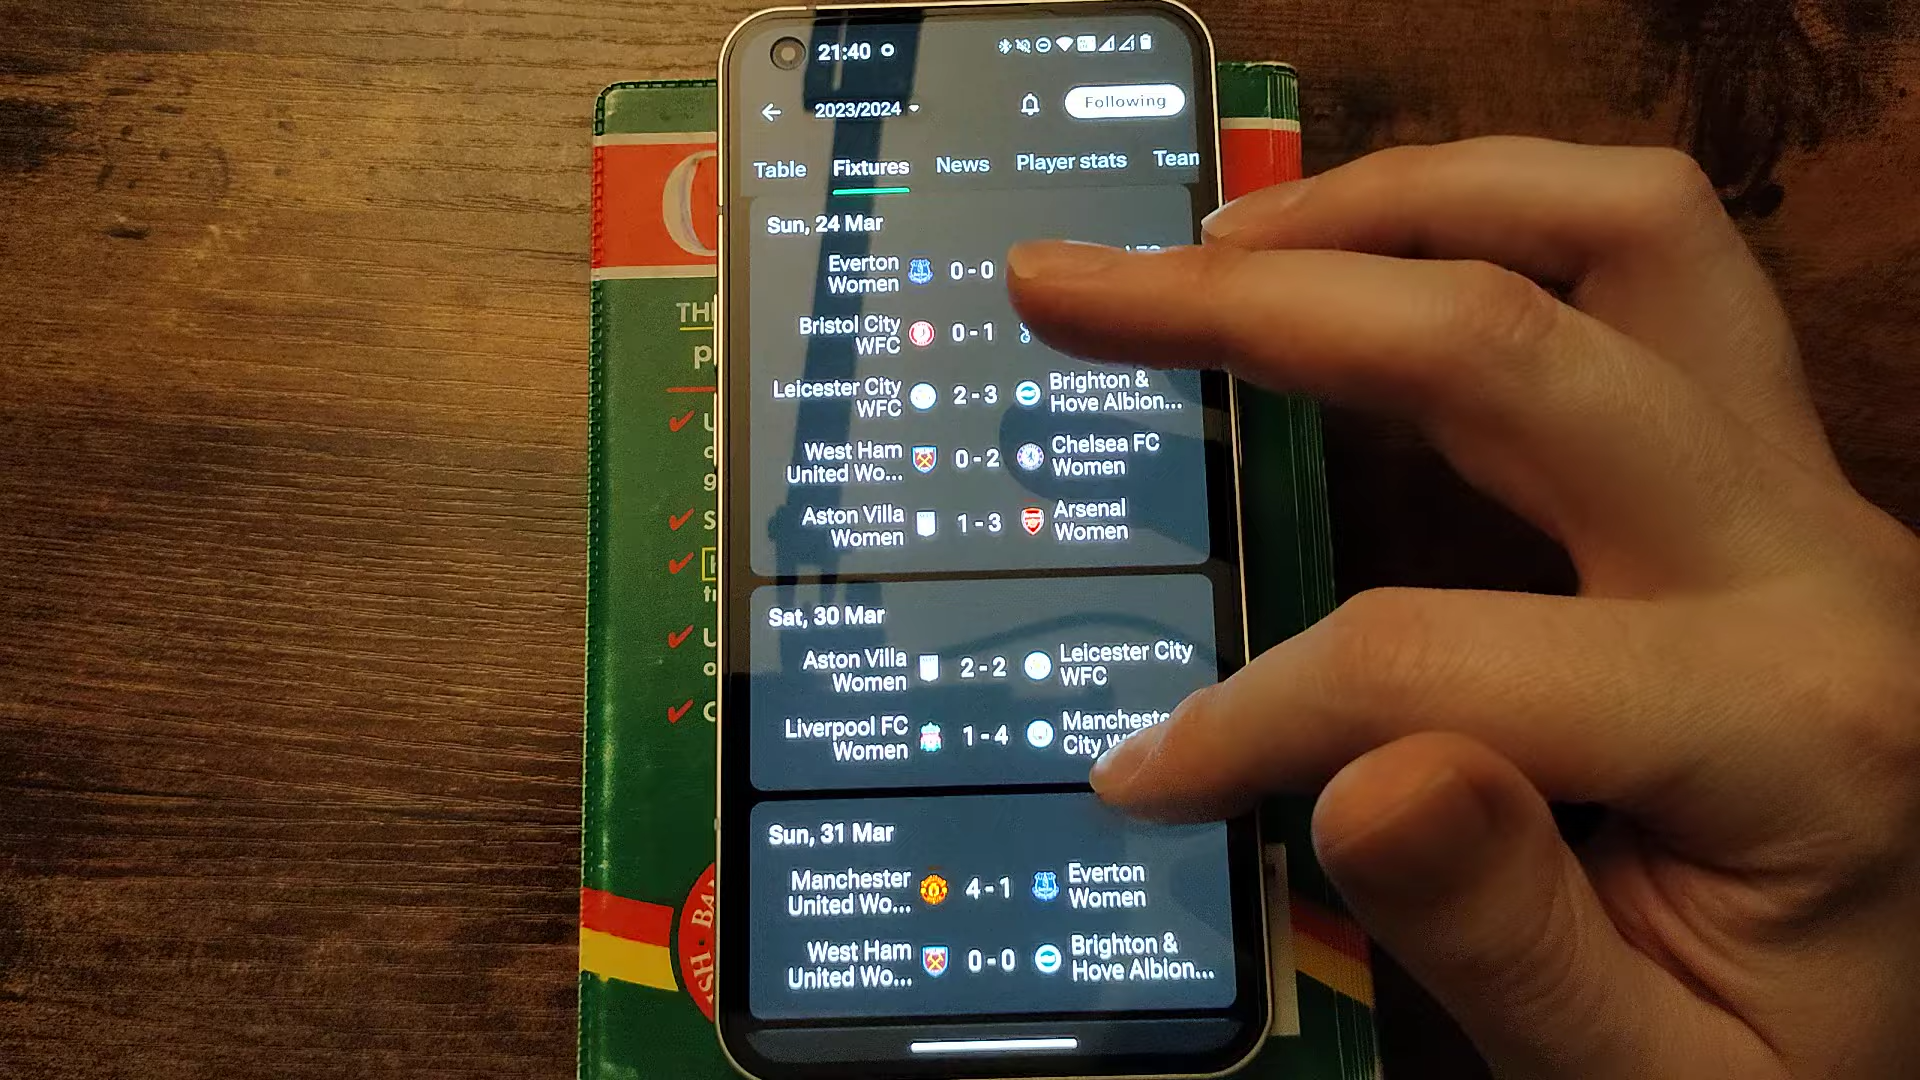 21:40
2023/2024
Following
Table Fixtures News Player stats
Sun, 24 Mar
Everton
Women
0 - 0
Bristol City
WFC
0 - 1
Leicester City
WFC
2 - 3
Brighton &
Hove Albion...
West Ham
United Wo...
0 - 2
Chelsea FC
Women
Aston Villa
Women
1 - 3
Arsenal
Women
Sat, 30 Mar
Aston Villa
Women
2 - 2
Leicester City
WFC
Liverpool FC
Women
1 - 4
City
Sun, 31 Mar
Manchester
United Wo...
4 - 1
Everton
Women
West Ham
United Wo...
0 - 0
Brighton &
Hove Albion...